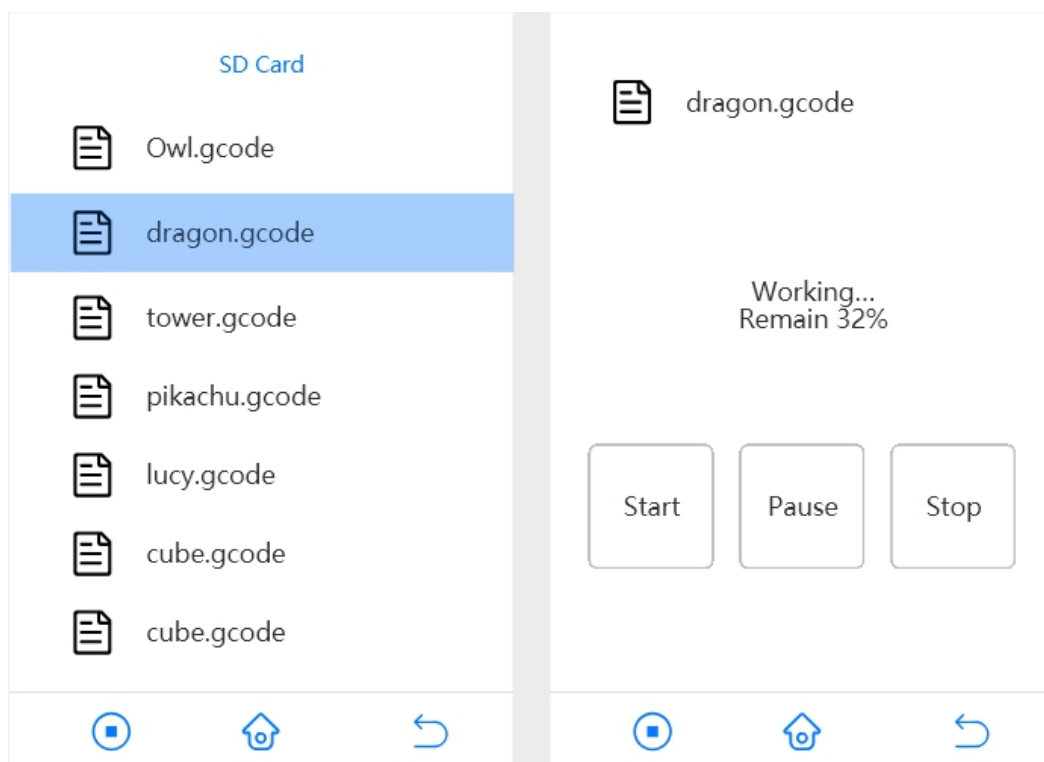 SD Card
Owl.gcode
dragon.gcode
tower.gcode
pikachu.gcode
lucy.gcode
cube.gcode
cube.gcode
dragon.gcode
Working...
Remain 32%
Start
Pause
Stop